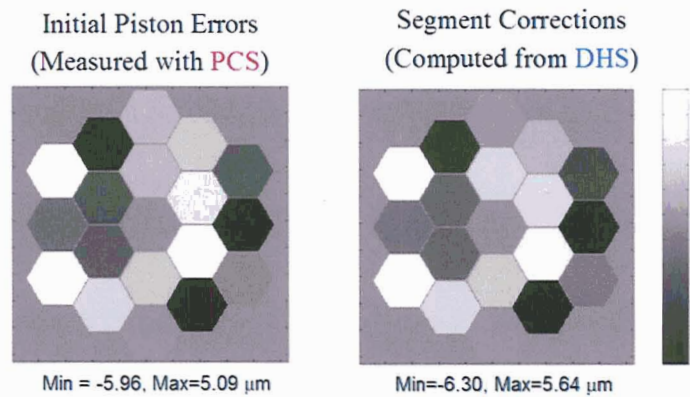 Initial Piston Errors
(Measured with PCS)
Min = -5.96, Max=5.09 μm
Segment Corrections
(Computed from DHS)
Min=-6.30, Max=5.64 μm